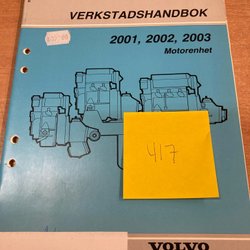 VERKSTADSHANDBOK
2001, 2002, 2003
Motorenhet
417
VOLVO